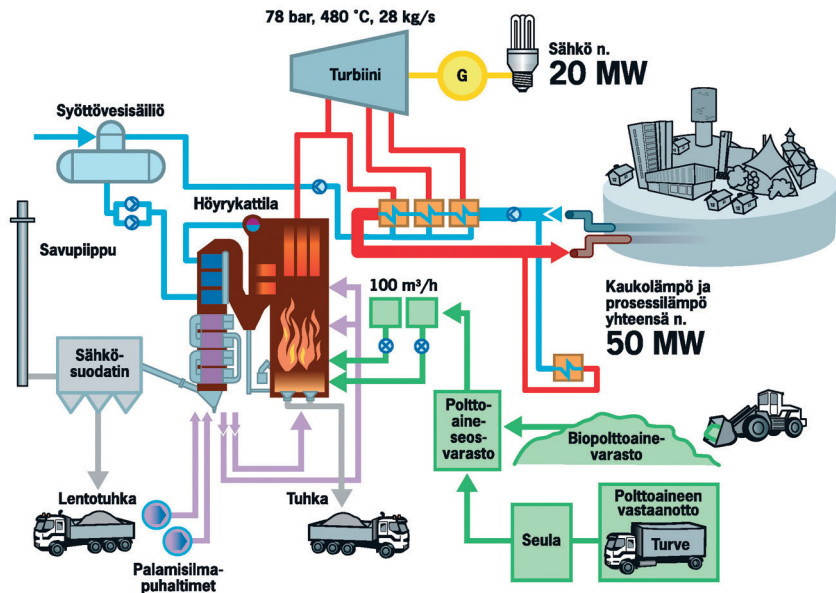 78 bar, 480 °C, 28 kg/s
Turbiini
G
Sähkö n.
20 MW
Syöttövesisäiliö
Höyrykattila
Savupiippu
100 m³/h
Kaukolämpö ja
prosessilämpö
yhteensä n.
50 MW
Sähkö-
suodatin
Poltto-
aine-
seos-
varasto
Biopolttoaine-
varasto
Lentotuhka
Tuhka
Palamisilma-
puhaltimet
Seula
Polttoaineen
vastaanotto
Turve